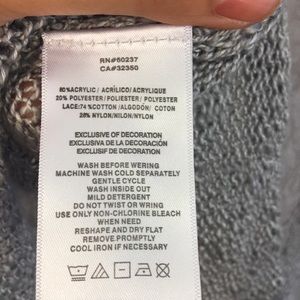 RN#60237
CA#32350
80%ACRYLIC / ACRÍLICO/ ACRYLIQUE
20% POLYESTER / POLIÉSTER / POLYESTER
LACE/74 %COTTON /ALGODÓN/ COTON
26% NYLON/NILON/NYLON
EXCLUSIVE OF DECORATION
EXCLUSIVA DE LA DECORACIÓN
EXCLUSIF DE DECORATION
WASH BEFORE WERING
MACHINE WASH COLD SEPARATELY
GENTLE CYCLE
WASH INSIDE OUT
MILD DETERGENT
DO NOT TWIST OR WRING
USE ONLY NON-CHLORINE BLEACH
WHEN NEED
RESHAPE AND DRY FLAT
REMOVE PROMPTLY
COOL IRON IF NEEDED